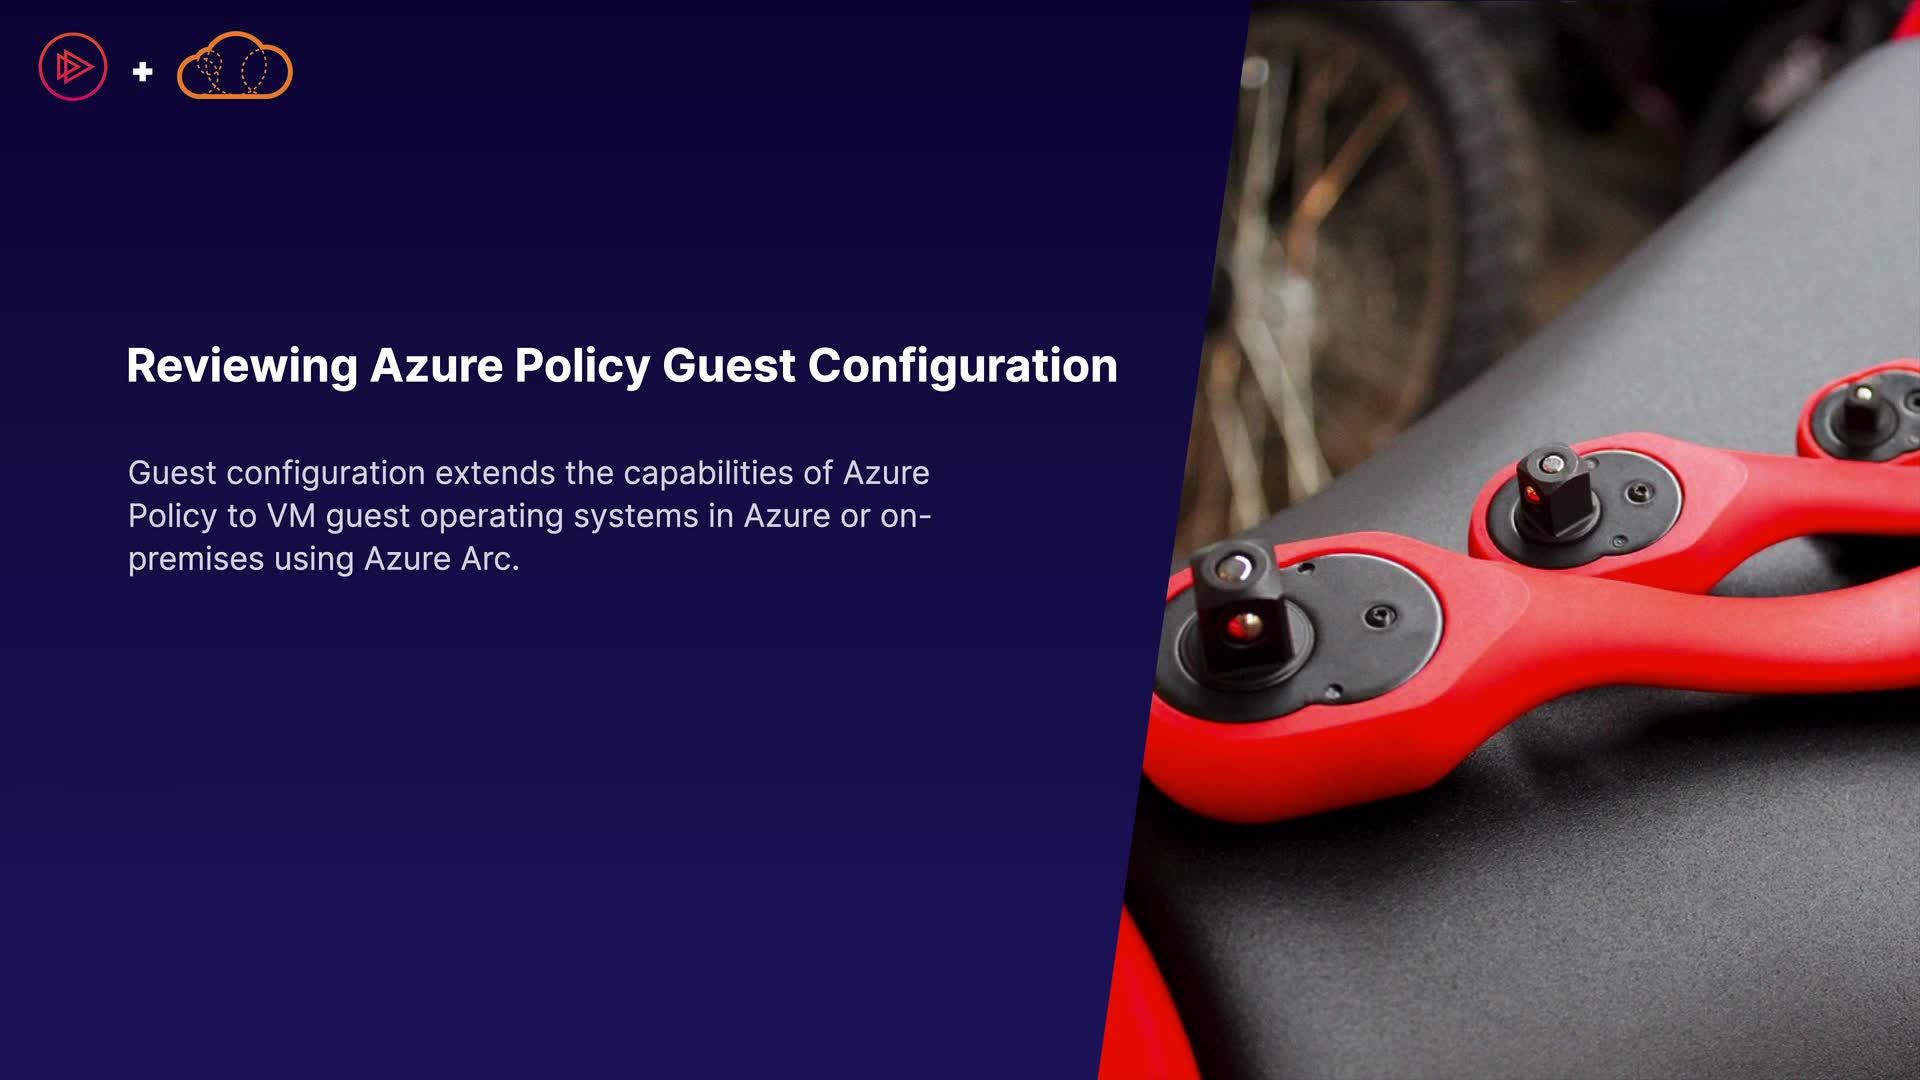 Reviewing Azure Policy Guest Configuration
Guest configuration extends the capabilities of Azure
Policy to VM guest operating systems in Azure or on-
premises using Azure Arc.